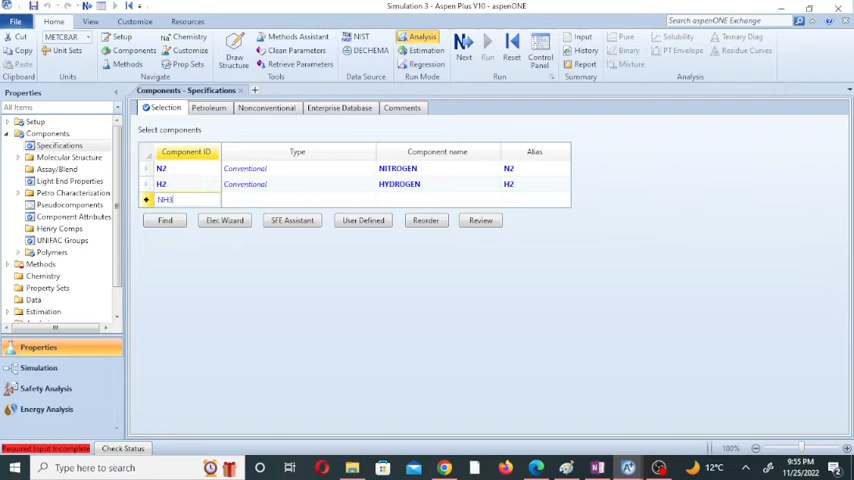 Simulation 3 - Aspen Plus V10 - aspenONE
File Home View Customize Resources Search aspenONE Exchange
Cut METCBAR Setup Chemistry Methods Assistant NIST Analysis Input Pure Solubility Ternary Diag
Copy Unit Sets Components Customize Clean Parameters DECHEMA Estimation History Binary PT Envelope Residue Curves
Paste Methods Prop Sets Draw Structure Retrieve Parameters Regression Next Run Reset Control Panel Report Mixture
Clipboard Units Navigate Tools Data Source Run Mode Run Summary Analysis
Properties
All Items
Setup
Components
Specifications
Molecular Structure
Assay/Blend
Light End Properties
Petro Characterization
Pseudocomponents
Component Attributes
Henry Comps
UNIFAC Groups
Polymers
Methods
Chemistry
Property Sets
Data
Estimation
Properties
Simulation
Safety Analysis
Energy Analysis
Components - Specifications
Selection Petroleum Nonconventional Enterprise Database Comments
Select components
Component ID Type Component name Alias
N2 Conventional NITROGEN N2
H2 Conventional HYDROGEN H2
NH3
Find Elec Wizard SFE Assistant User Defined Reorder Review
Required Input Incomplete Check Status 100%
Type here to search 12°C 9:55 PM
11/25/2022